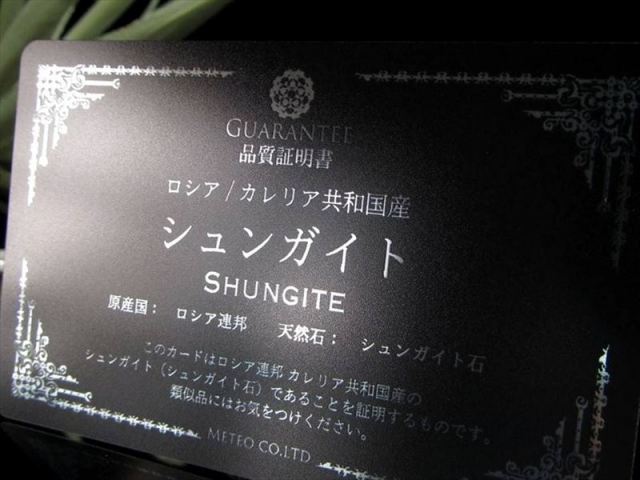 GUARANTEE
品質証明書
ロシア/カレリア共和国産
シュンガイト
SHUNGITE
原産国： ロシア連邦 天然石： シュンガイト石
このカードはロシア連邦 カレリア共和国産の
シュンガイト（シュンガイト石）であることを証明するものです。
類似品にはお気をつけください。
METEO CO.LTD